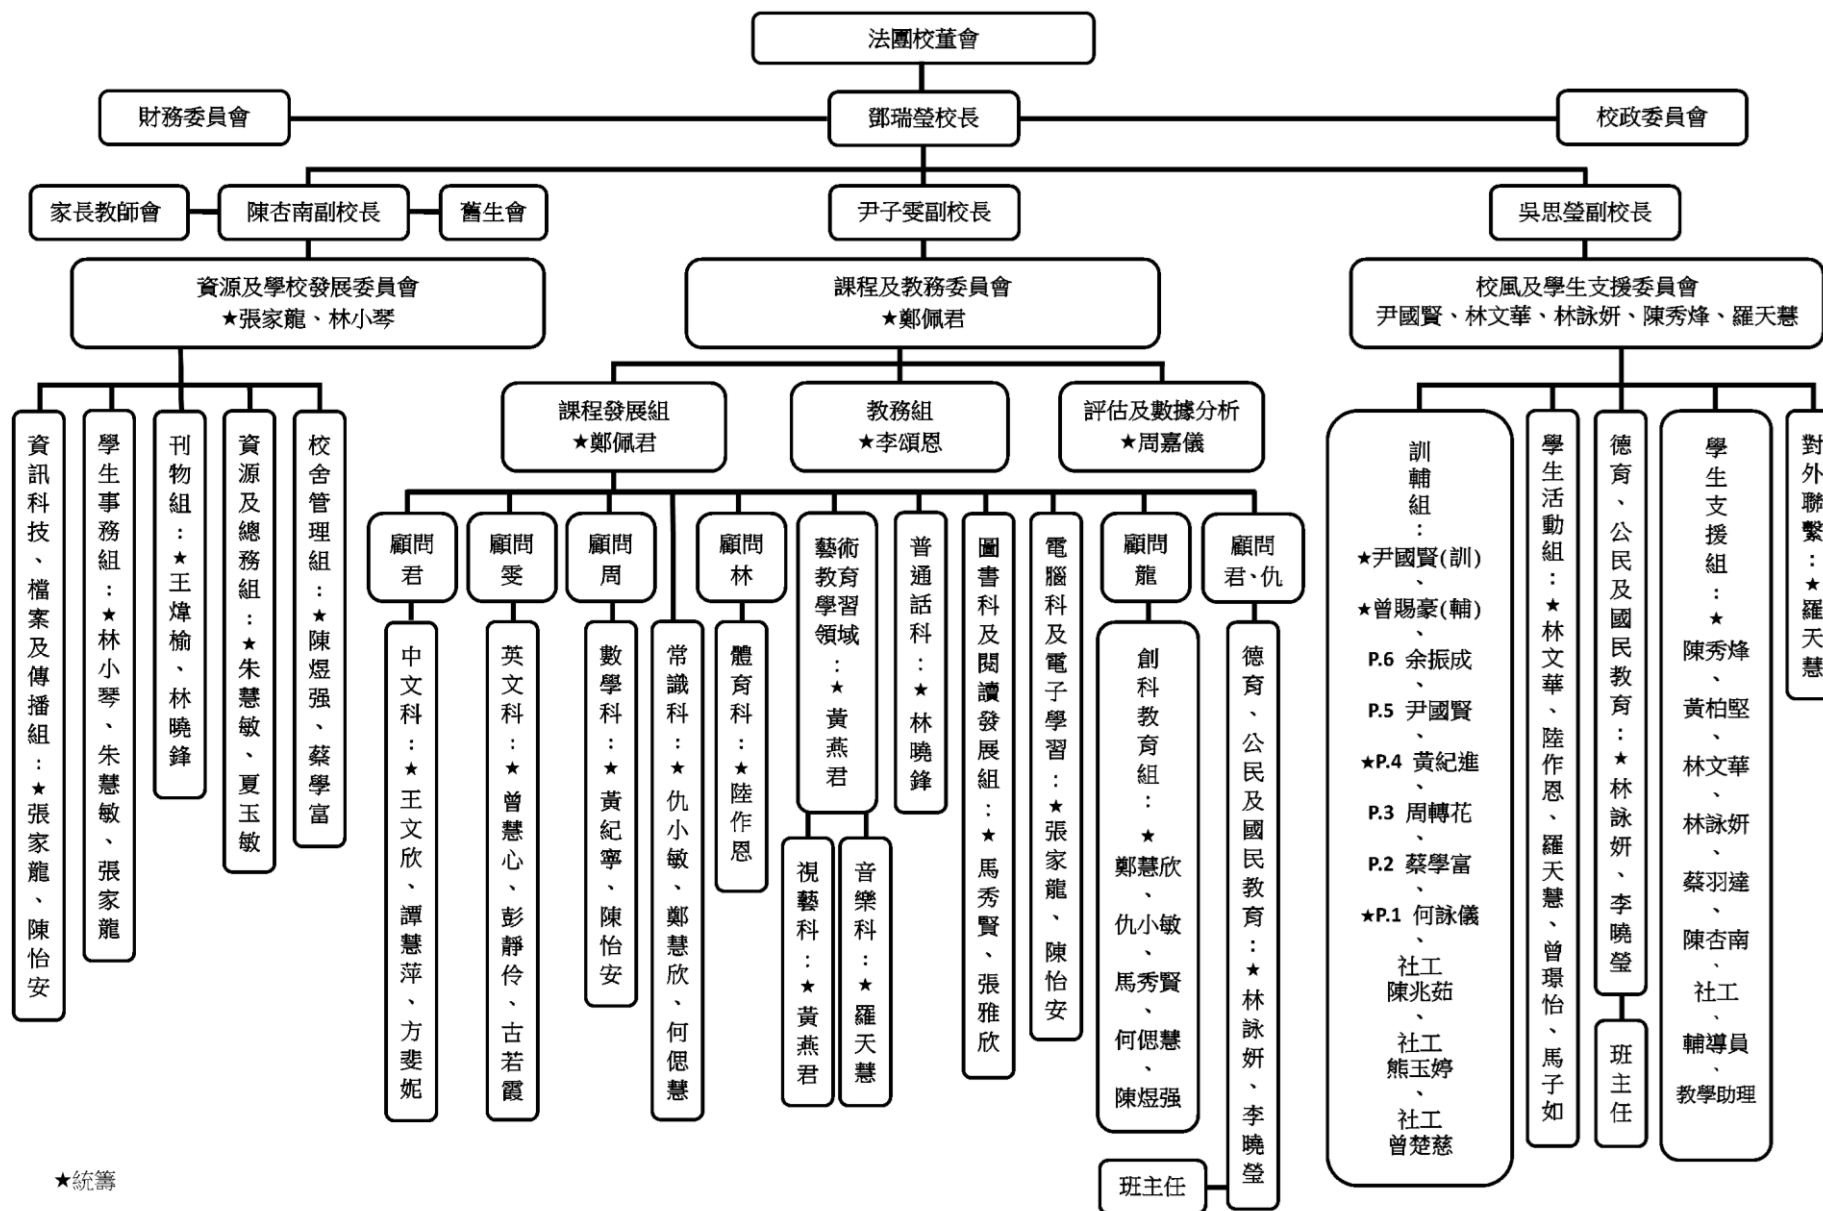 法團校董會
財務委員會
鄧瑞瑩校長
校政委員會
家長教師會
陳杏南副校長
舊生會
尹子雯副校長
吳思瑩副校長
資源及學校發展委員會
★張家龍、林小琴
課程及教務委員會
★鄭佩君
校風及學生支援委員會
尹國賢、林文華、林詠妍、陳秀烽、羅天慧
資訊科技、檔案及傳播組：★張家龍、陳怡安
學生事務組：★林小琴、朱慧敏、張家龍
刊物組：★王煒榆、林曉鋒
資源及總務組：★朱慧敏、夏玉敏
校舍管理組：★陳煜强、蔡學富
課程發展組
★鄭佩君
教務組
★李頌恩
評估及數據分析
★周嘉儀
顧問
君
中文科：★王文欣、譚慧萍、方斐妮
顧問
雯
英文科：★曾慧心、彭靜伶、古若霞
顧問
周
數學科：★黃紀寧、陳怡安
常識科：★仇小敏、鄭慧欣、何偲慧
顧問
林
體育科：★陸作恩
藝術
教育
學習
領域
：★黃燕君
視藝科：★黃燕君
音樂科：★羅天慧
普通話科：★林曉鋒
圖書科及閱讀發展組：★馬秀賢、張雅欣
電腦科及電子學習：★張家龍、陳怡安
顧問
龍
創科教育組：★
鄭慧欣
、
仇小敏
、
馬秀賢
、
何偲慧
、
陳煜强
顧問
君、仇
德育、公民及國民教育：★林詠妍、李曉瑩
班主任
訓輔組：
★尹國賢(訓)
、
★曾賜豪(輔)
、
P.6 余振成
、
P.5 尹國賢
、
★P.4 黃紀進
、
P.3 周轉花
、
P.2 蔡學富
、
★P.1 何詠儀
、
社工
陳兆茹
、
社工
熊玉婷
、
社工
曾楚慈
學生活動組：★林文華、陸作恩、羅天慧、曾璟怡、馬子如
德育、公民及國民教育：★林詠妍、李曉瑩
班主任
學生支援組：★
陳秀烽
、
黃柏堅
、
林文華
、
林詠妍
、
蔡羽達
、
陳杏南
、
社工
、
輔導員
、
教學助理
對外聯繫：★羅天慧
★統籌